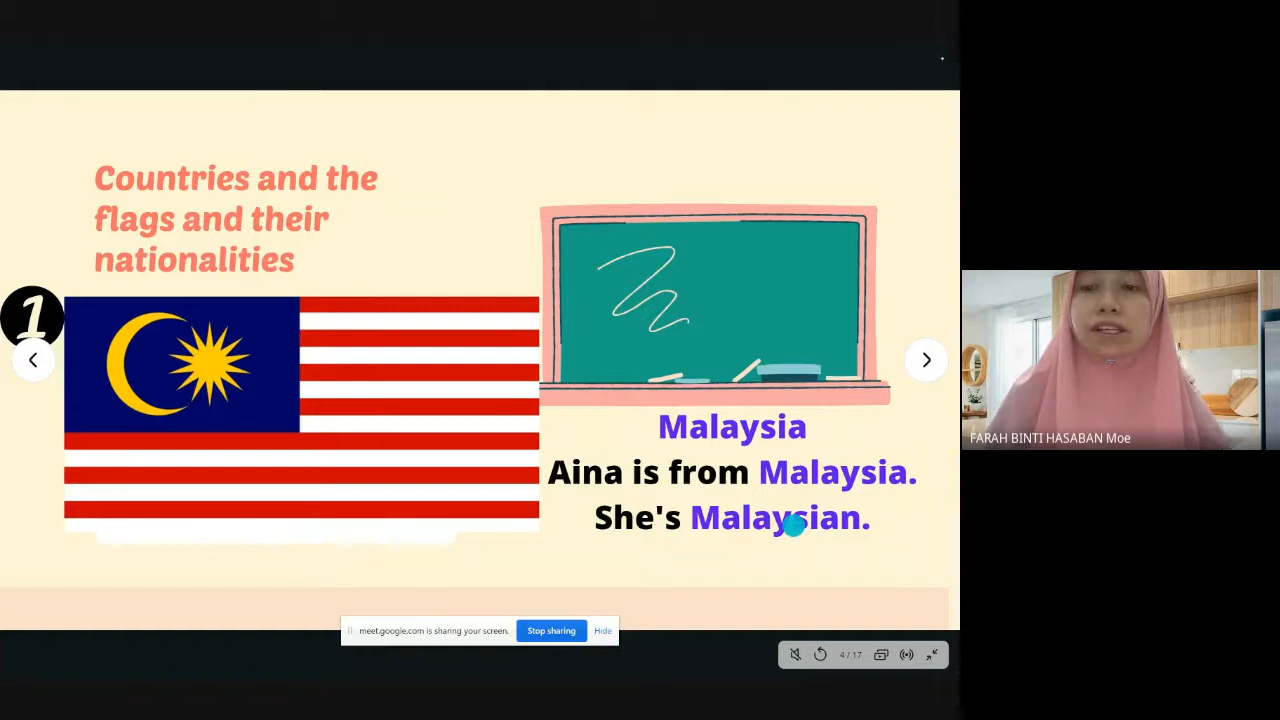 Countries and the
flags and their
nationalities
1
Malaysia
Aina is from Malaysia.
She's Malaysian.
FARAH BINTI HASABAN Moe
meet.google.com is sharing your screen.
Stop sharing
Hide
4 / 17